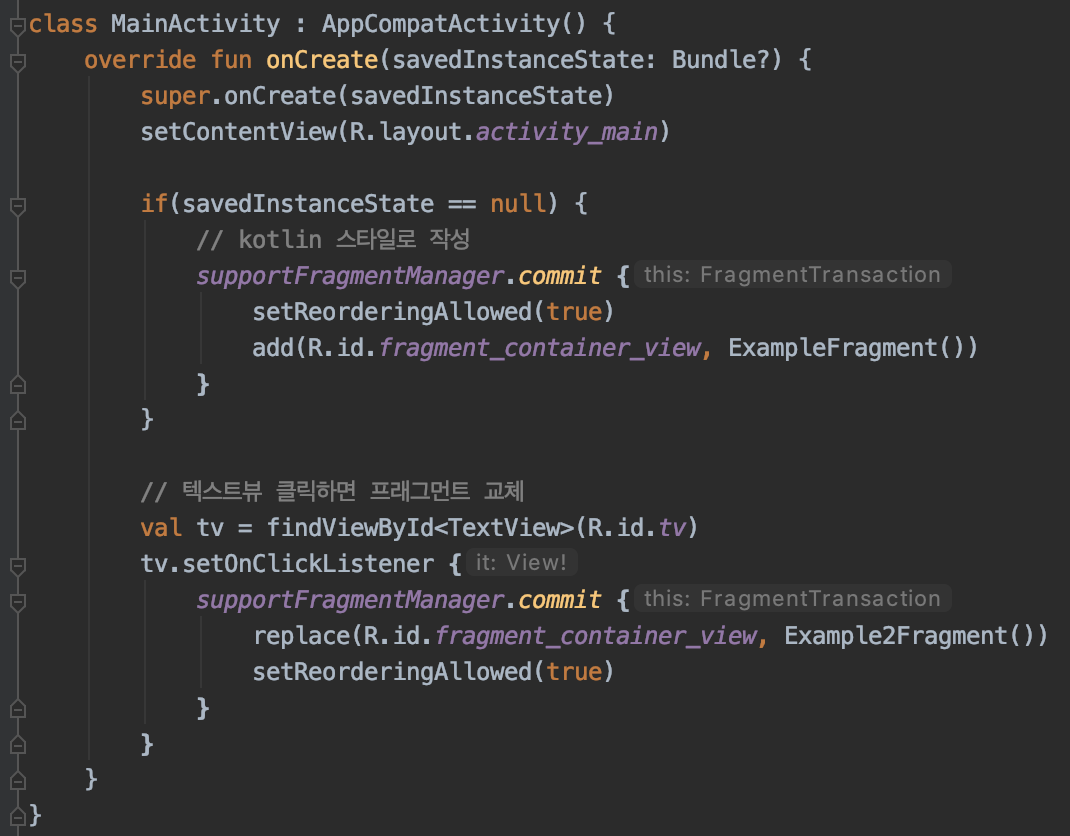 class MainActivity : AppCompatActivity() {
    override fun onCreate(savedInstanceState: Bundle?) {
        super.onCreate(savedInstanceState)
        setContentView(R.layout.activity_main)

        if(savedInstanceState == null) {
            // kotlin 스타일로 작성
            supportFragmentManager.commit { this: FragmentTransaction
                setReorderingAllowed(true)
                add(R.id.fragment_container_view, ExampleFragment())
            }
        }

        // 텍스트뷰 클릭하면 프래그먼트 교체
        val tv = findViewById<TextView>(R.id.tv)
        tv.setOnClickListener { it: View!
            supportFragmentManager.commit { this: FragmentTransaction
                replace(R.id.fragment_container_view, Example2Fragment())
                setReorderingAllowed(true)
            }
        }
    }
}